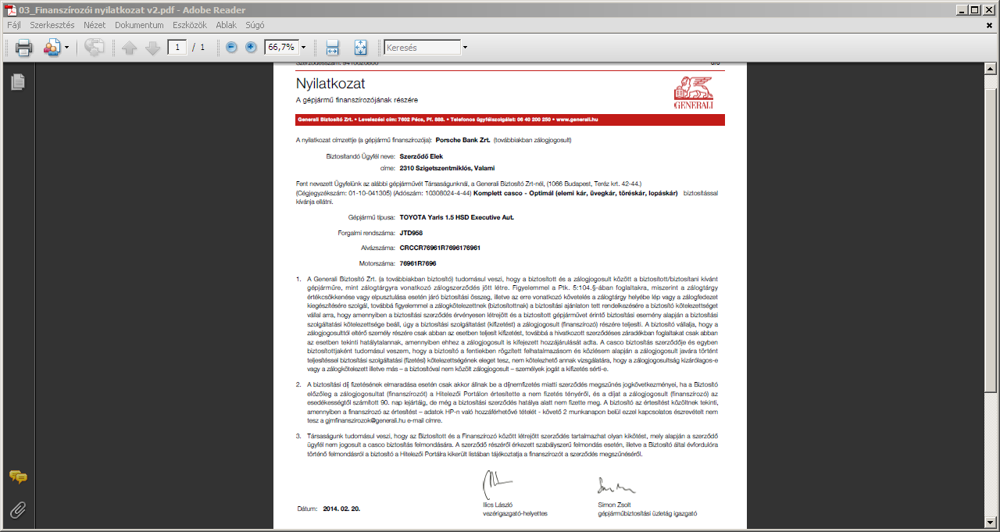 03_Finanszírozói nyilatkozat v2.pdf - Adobe Reader
Fájl Szerkesztés Nézet Dokumentum Eszközök Ablak Súgó
1 / 1 66,7% Keresés
Nyilatkozat
A gépjármű finanszírozójának részére
GENERALI
Generali Biztosító Zrt. • Levelezési cím: 7602 Pécs, Pf. 888. • Telefonos ügyfélszolgálat: 06 40 200 250 • www.generali.hu
A nyilatkozat címzettje (a gépjármű finanszírozója): Porsche Bank Zrt. (továbbiakban zálogjogosult)
Biztosítandó Ügyfél neve: Szerződő Elek
címe: 2310 Szigetszentmiklós, Valami
Fent nevezett Ügyfelünk az alábbi gépjárművét Társaságunknál, a Generali Biztosító Zrt-nél, (1066 Budapest, Teréz krt. 42-44.)
(Cégjegyzékszám: 01-10-041305) (Adószám: 10308024-4-44) Komplett casco - Optimál (elemi kár, üvegkár, töréskár, lopáskár) biztosítással
kívánja ellátni.
Gépjármű típusa: TOYOTA Yaris 1.5 HSD Executive Aut.
Forgalmi rendszáma: JTD958
Alvázszáma: CRCCR76961R7696176961
Motorszáma: 76961R7696
1. A Generali Biztosító Zrt. (a továbbiakban biztosító) tudomásul veszi, hogy a biztosított és a zálogjogosult között a biztosított/biztosítani kívánt
gépjárműre, mint zálogtárgyra vonatkozó zálogszerződés jött létre. Figyelemmel a Ptk. 5:104.§-ában foglaltakra, miszerint a zálogtárgy
értékcsökkenése vagy elpusztulása esetén járó biztosítási összeg, illetve az erre vonatkozó követelés a zálogtárgy helyébe lép vagy a zálogfedezet
kiegészítésére szolgál, továbbá figyelemmel a zálogkötelezettnek (biztosítottnak) a biztosítási ajánlaton tett rendelkezésére a biztosító kötelezettséget
vállal arra, hogy amennyiben a biztosítási szerződés érvényesen létrejött és a biztosított gépjárművet érintő biztosítási esemény alapján a biztosítási
szolgáltatási kötelezettsége beáll, úgy a biztosítási szolgáltatást (kifizetést) a zálogjogosult (finanszírozó) részére teljesíti. A biztosító vállalja, hogy a
zálogjogosulttól eltérő személy részére csak abban az esetben teljesít kifizetést, továbbá a hivatkozott szerződéses záradékban foglaltakat csak abban
az esetben tekinti hatálytalannak, amennyiben ehhez a zálogjogosult is kifejezett hozzájárulását adta. A casco biztosítás szerződője és egyben
biztosítottjaként tudomásul veszem, hogy a biztosító a fentiekben rögzített felhatalmazásom és közlésem alapján a zálogjogosult javára történt
teljesítéssel biztosítási szolgáltatási (fizetési) kötelezettségének eleget tesz, nem kötelezhető annak vizsgálatára, hogy a zálogjogosultság kizárólagos-e
vagy a zálogkötelezett illetve más – a biztosítóval nem közölt zálogjogosult – személyek jogát a kifizetés sérti-e.
2. A biztosítási díj fizetésének elmaradása esetén csak akkor állnak be a díjnemfizetés miatti szerződés megszűnés jogkövetkezményei, ha a Biztosító
előzőleg a zálogjogosultat (finanszírozót) a Hitelezői Portálon értesítette a nem fizetés tényéről, és a díjat a zálogjogosult (finanszírozó) az
esedékességtől számított 90. nap lejártáig, de még a biztosítási szerződés hatálya alatt nem fizette meg. A biztosító az értesítést közöltnek tekinti,
amennyiben a finanszírozó az értesítést – adatok HP-n való hozzáférhetővé tételét - követő 2 munkanapon belül ezzel kapcsolatos észrevételt nem
tesz a gjmfinanszirozok@generali.hu e-mail címre.
3. Társaságunk tudomásul veszi, hogy az Biztosított és a Finanszírozó között létrejött szerződés tartalmazhat olyan kikötést, mely alapján a szerződő
ügyfél nem jogosult a casco biztosítás felmondására. A szerződő részéről érkezett szabályszerű felmondás esetén, illetve a Biztosító által évfordulóra
történő felmondásról a biztosító a Hitelezői Portálra kikerült listában tájékoztatja a finanszírozót a szerződés megszűnéséről.
Dátum: 2014. 02. 20.
Ilics László
vezérigazgató-helyettes
Simon Zsolt
gépjárműbiztosítási üzletág igazgató